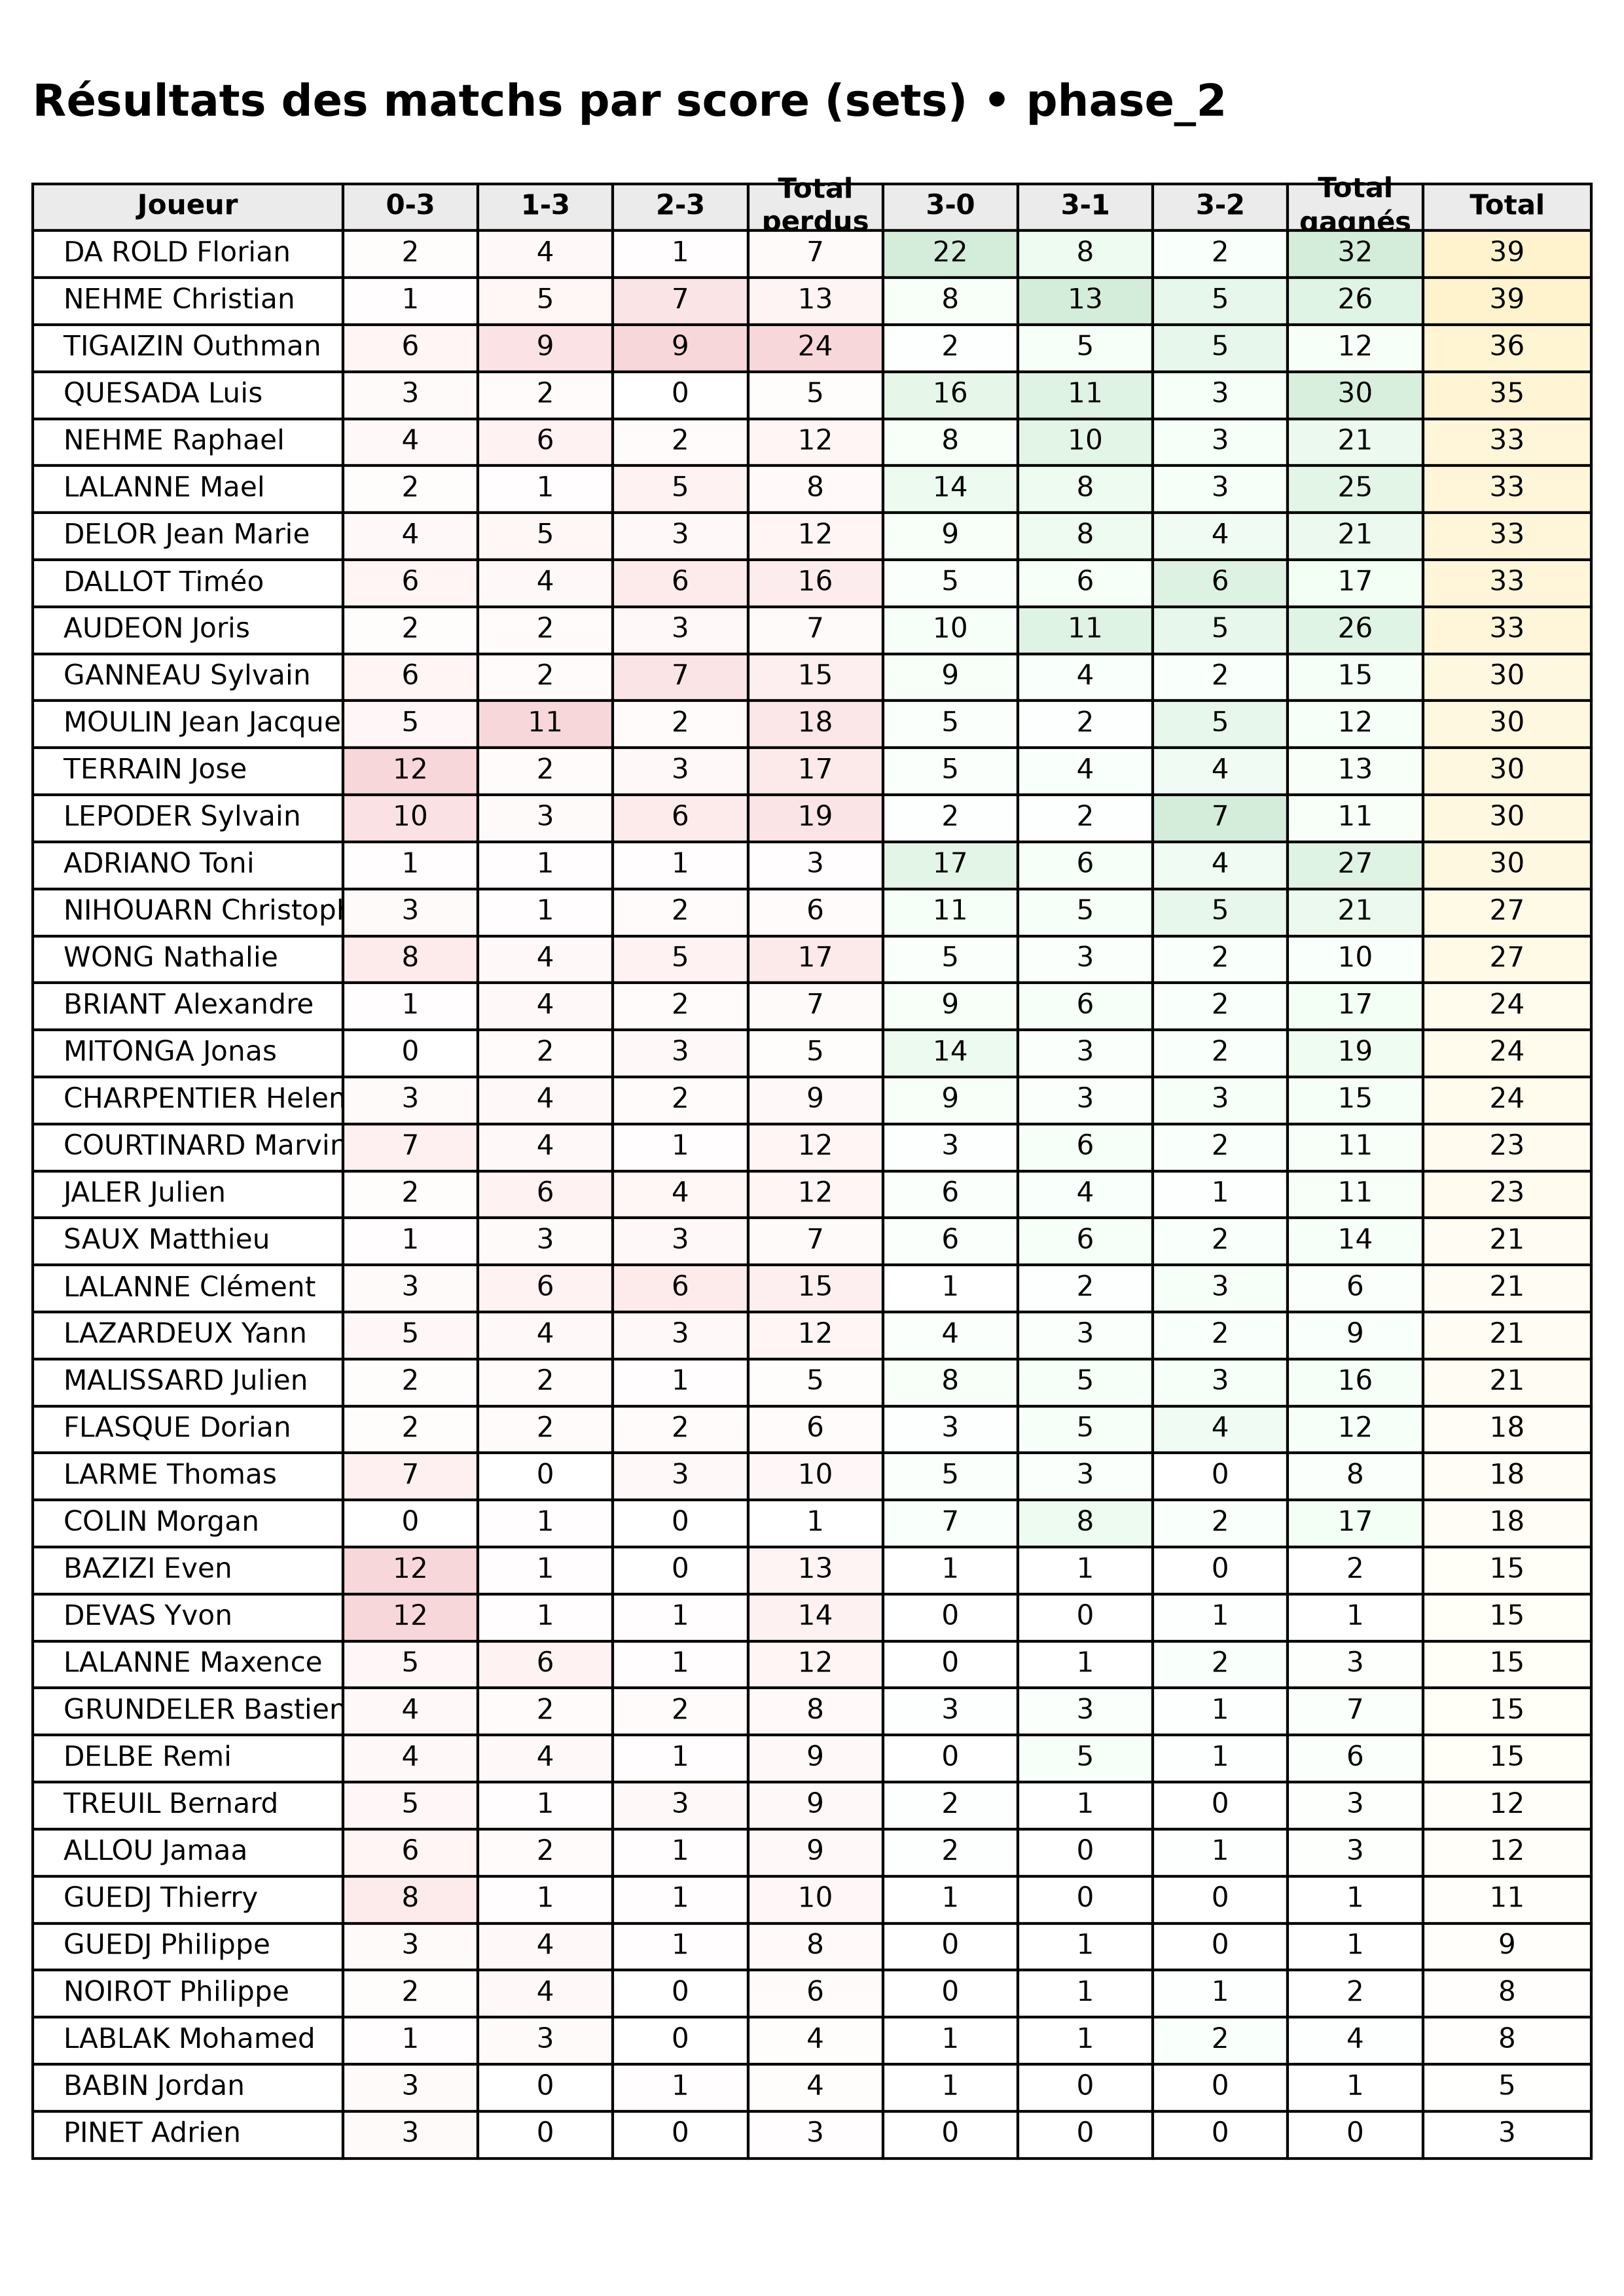 Résultats des matchs par score (sets) • phase_2
Joueur 0-3 1-3 2-3 Total perdus 3-0 3-1 3-2 Total gagnés Total
DA ROLD Florian 2 4 1 7 22 8 2 32 39
NEHME Christian 1 5 7 13 8 13 5 26 39
TIGAIZIN Outhman 6 9 9 24 2 5 5 12 36
QUESADA Luis 3 2 0 5 16 11 3 30 35
NEHME Raphael 4 6 2 12 8 10 3 21 33
LALANNE Mael 2 1 5 8 14 8 3 25 33
DELOR Jean Marie 4 5 3 12 9 8 4 21 33
DALLOT Timéo 6 4 6 16 5 6 6 17 33
AUDEON Joris 2 2 3 7 10 11 5 26 33
GANNEAU Sylvain 6 2 7 15 9 4 2 15 30
MOULIN Jean Jacque 5 11 2 18 5 2 5 12 30
TERRAIN Jose 12 2 3 17 5 4 4 13 30
LEPODER Sylvain 10 3 6 19 2 2 7 11 30
ADRIANO Toni 1 1 1 3 17 6 4 27 30
NIHOUARN Christoph 3 1 2 6 11 5 5 21 27
WONG Nathalie 8 4 5 17 5 3 2 10 27
BRIANT Alexandre 1 4 2 7 9 6 2 17 24
MITONGA Jonas 0 2 3 5 14 3 2 19 24
CHARPENTIER Helen 3 4 2 9 9 3 3 15 24
COURTINARD Marvin 7 4 1 12 3 6 2 11 23
JALER Julien 2 6 4 12 6 4 1 11 23
SAUX Matthieu 1 3 3 7 6 6 2 14 21
LALANNE Clément 3 6 6 15 1 2 3 6 21
LAZARDEUX Yann 5 4 3 12 4 3 2 9 21
MALISSARD Julien 2 2 1 5 8 5 3 16 21
FLASQUE Dorian 2 2 2 6 3 5 4 12 18
LARME Thomas 7 0 3 10 5 3 0 8 18
COLIN Morgan 0 1 0 1 7 8 2 17 18
BAZIZI Even 12 1 0 13 1 1 0 2 15
DEVAS Yvon 12 1 1 14 0 0 1 1 15
LALANNE Maxence 5 6 1 12 0 1 2 3 15
GRUNDELER Bastien 4 2 2 8 3 3 1 7 15
DELBE Remi 4 4 1 9 0 5 1 6 15
TREUIL Bernard 5 1 3 9 2 1 0 3 12
ALLOU Jamaa 6 2 1 9 2 0 1 3 12
GUEDJ Thierry 8 1 1 10 1 0 0 1 11
GUEDJ Philippe 3 4 1 8 0 1 0 1 9
NOIROT Philippe 2 4 0 6 0 1 1 2 8
LABLAK Mohamed 1 3 0 4 1 1 2 4 8
BABIN Jordan 3 0 1 4 1 0 0 1 5
PINET Adrien 3 0 0 3 0 0 0 0 3